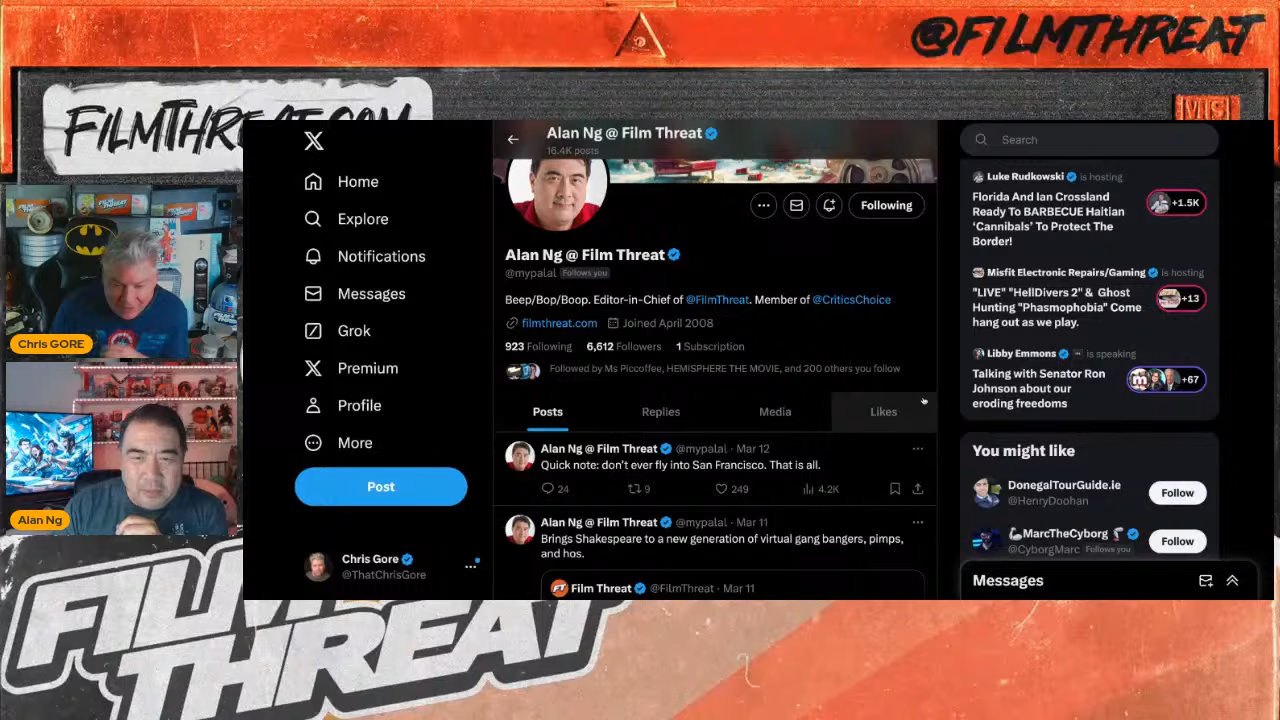 @FILMTHREAT
FILMTHREAT.COM
Chris GORE
Alan Ng
Home
Explore
Notifications
Messages
Grok
Premium
Profile
More
Post
Chris Gore
@ThatChrisGore
Alan Ng @ Film Threat
16.4K posts
Following
Alan Ng @ Film Threat
@mypalal Follows you
Beep/Bop/Boop. Editor-in-Chief of @FilmThreat. Member of @CriticsChoice
filmthreat.com Joined April 2008
923 Following 6,612 Followers 1 Subscription
Followed by Ms Piccoffee, HEMISPHERE THE MOVIE, and 200 others you follow
Posts Replies Media Likes
Alan Ng @ Film Threat @mypalal · Mar 12
Quick note: don't ever fly into San Francisco. That is all.
24 9 249 4.2K
Alan Ng @ Film Threat @mypalal · Mar 11
Brings Shakespeare to a new generation of virtual gang bangers, pimps,
and hos.
FT Film Threat @FilmThreat · Mar 11
Search
Luke Rudkowski is hosting
Florida And Ian Crossland
Ready To BARBECUE Haitian
'Cannibals' To Protect The
Border!
+1.5K
Misfit Electronic Repairs/Gaming is hosting
"LIVE" "HellDivers 2" & Ghost
Hunting "Phasmophobia" Come
hang out as we play.
+13
Libby Emmons is speaking
Talking with Senator Ron
Johnson about our
eroding freedoms
+67
You might like
DonegalTourGuide.ie
@HenryDoohan
Follow
MarcTheCyborg
@CyborgMarc Follows you
Follow
Messages
FILM
THREAT